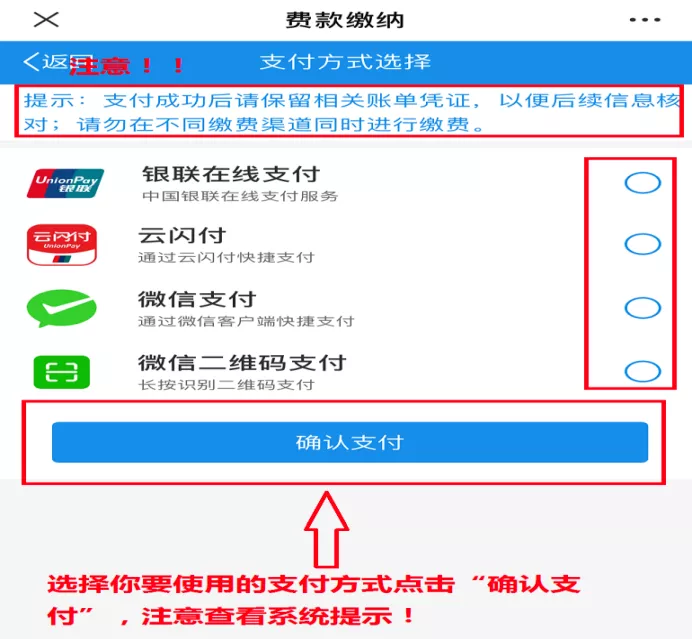 费款缴纳
返回
注意！！
支付方式选择
提示：支付成功后请保留相关账单凭证，以便后续信息核
对；请勿在不同缴费渠道同时进行缴费。
UnionPay
银联
银联在线支付
中国银联在线支付服务
云闪付
UnionPay
云闪付
通过云闪付快捷支付
微信支付
通过微信客户端快捷支付
微信二维码支付
长按识别二维码支付
确认支付
选择你要使用的支付方式点击“确认支
付”，注意查看系统提示！